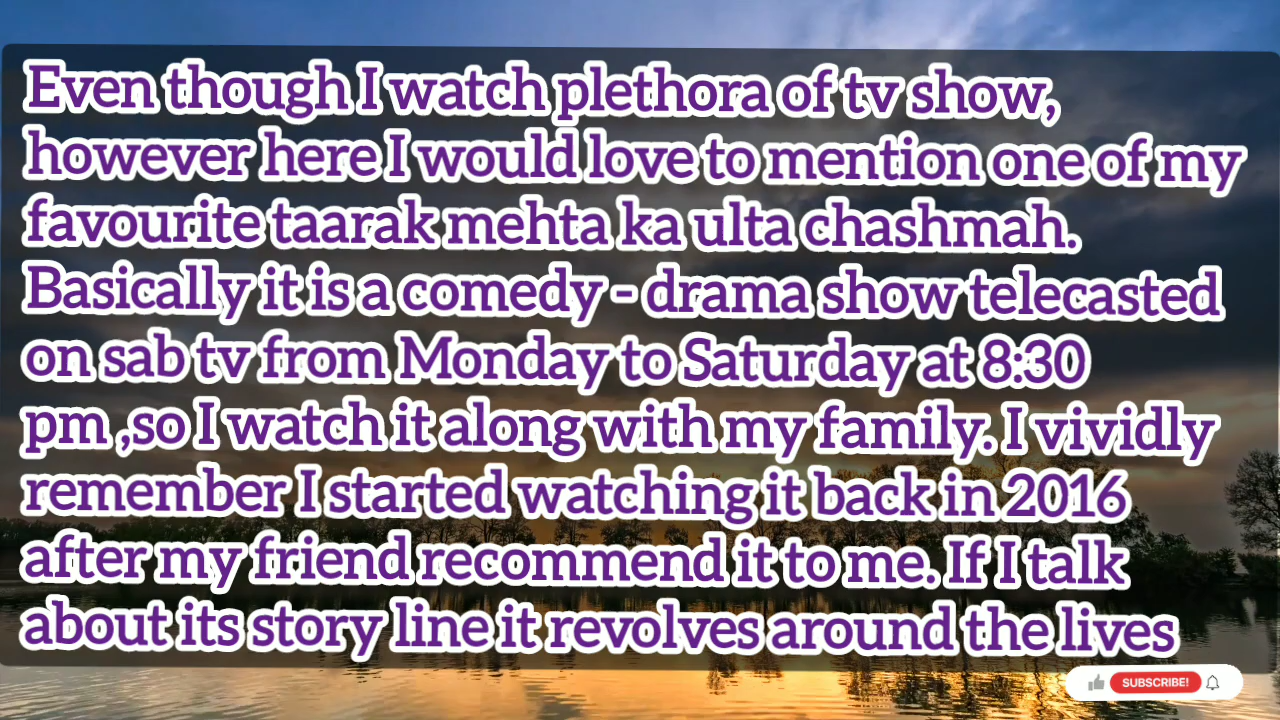 Even though I watch plethora of tv show,
however here I would love to mention one of my
favourite taarak mehta ka ulta chashmah.
Basically it is a comedy - drama show telecasted
on sab tv from Monday to Saturday at 8:30
pm ,so I watch it along with my family. I vividly
remember I started watching it back in 2016
after my friend recommend it to me. If I talk
about its story line it revolves around the lives
SUBSCRIBE!